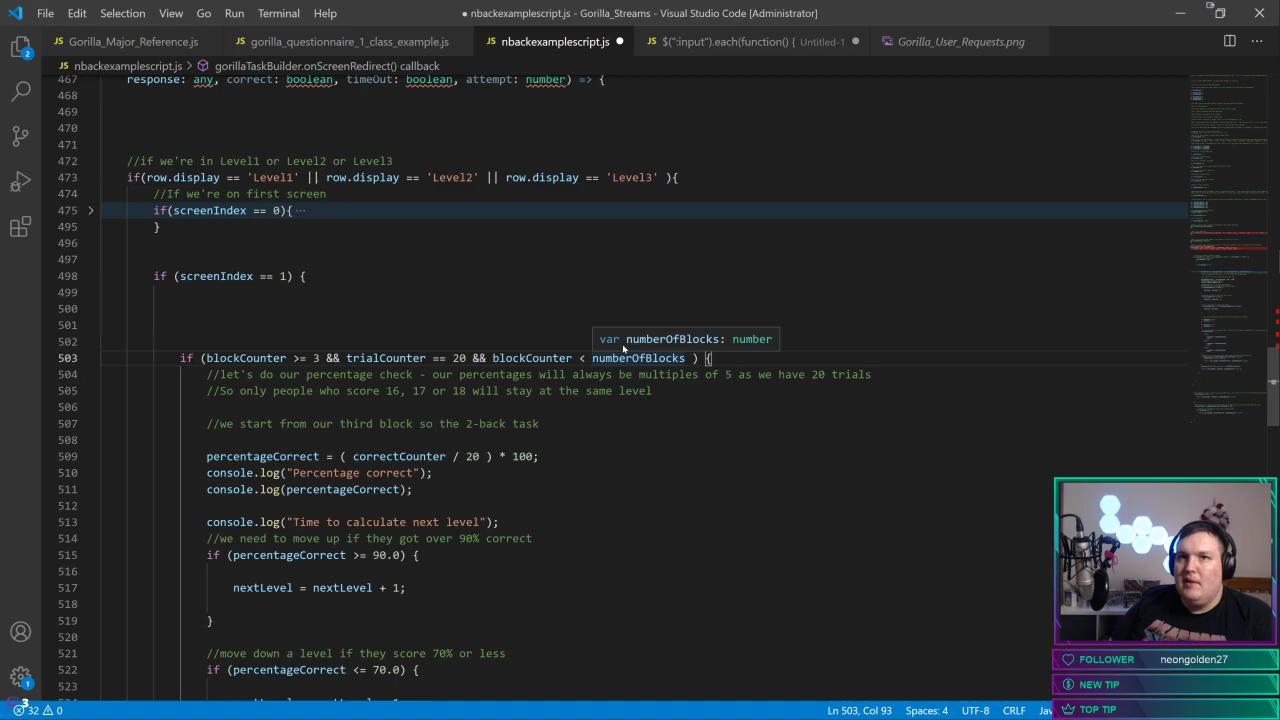 File Edit Selection View Go Run Terminal Help nbackexamplescript.js - Gorilla_Streams - Visual Studio Code [Administrator]
Gorilla_Major_Reference.js gorilla_questionnaire_1_class_example.js nbackexamplescript.js $(":input").each(function() { Untitled-1 Gorilla_User_Requests.png
nbackexamplescript.js > gorillaTaskBuilder.onScreenRedirect() callback
467 response: any, correct: boolean, timeOut: boolean, attempt: number) => {
468
469
470
471
472 //if we're in Level1 or Level2 or Level3
473 if(row.display == 'Level1' || row.display == 'Level2' || row.display == 'Level3' ){
474 //If we're on first screen
475 if(screenIndex == 0){ ···
495 }
496
497
498 if (screenIndex == 1) {
499
500
501
502
var numberOfBlocks: number
503 if (blockCounter >= 3 && trialCounter == 20 && blockCounter < numberOfBlocks ) {
504 //let's do our percentage check - our percentages will always be multiples of 5 as we have 20 trials
505 //So only people who score 16, 17 or 18 will stay at the same level
506
507 //we start from our third block so the 2-back task
508
509 percentageCorrect = ( correctCounter / 20 ) * 100;
510 console.log("Percentage correct");
511 console.log(percentageCorrect);
512
513 console.log("Time to calculate next level");
514 //we need to move up if they got over 90% correct
515 if (percentageCorrect >= 90.0) {
516
517 nextLevel = nextLevel + 1;
518
519 }
520
521 //move down a level if they score 70% or less
522 if (percentageCorrect <= 70.0) {
523
FOLLOWER neongolden27
NEW TIP
TOP TIP
32 0 Ln 503, Col 93 Spaces: 4 UTF-8 CRLF